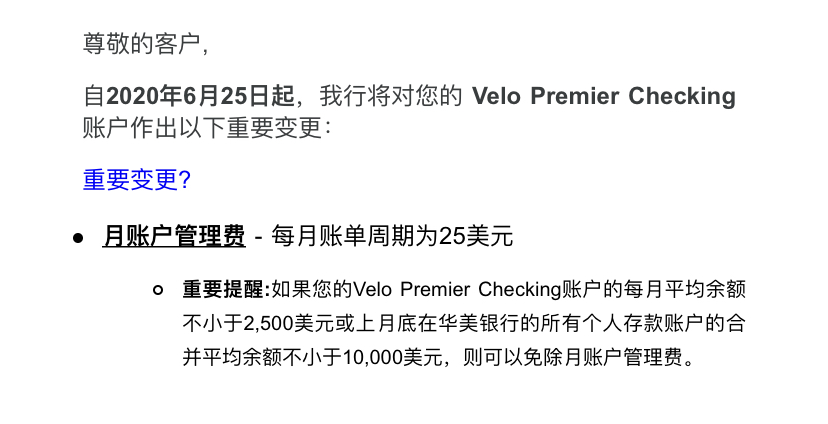 尊敬的客户,
自2020年6月25日起，我行将对您的 Velo Premier Checking
账户作出以下重要变更：
重要变更?
● 月账户管理费 - 每月账单周期为25美元
○ 重要提醒:如果您的Velo Premier Checking账户的每月平均余额
不小于2,500美元或上月底在华美银行的所有个人存款账户的合
并平均余额不小于10,000美元，则可以免除月账户管理费。